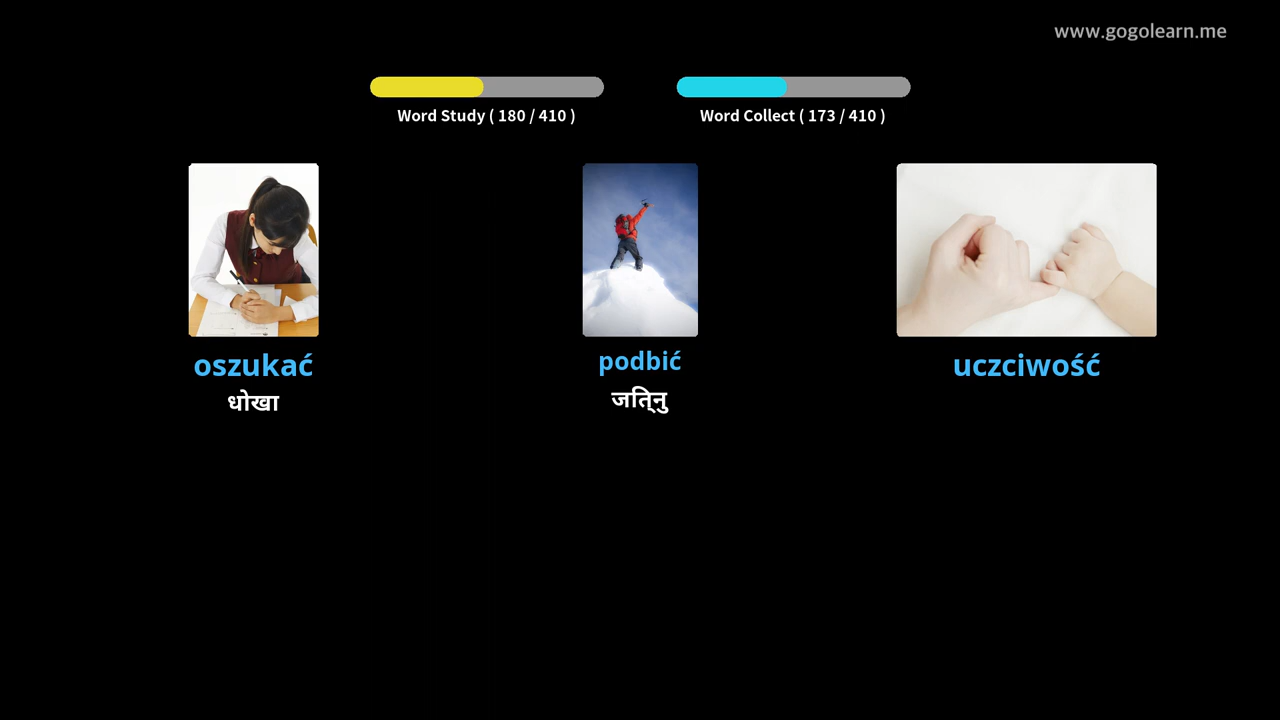 www.gogolearn.me
Word Study ( 180 / 410 )
Word Collect ( 173 / 410 )
oszukać
धोखा
podbić
जित्नु
uczciwość